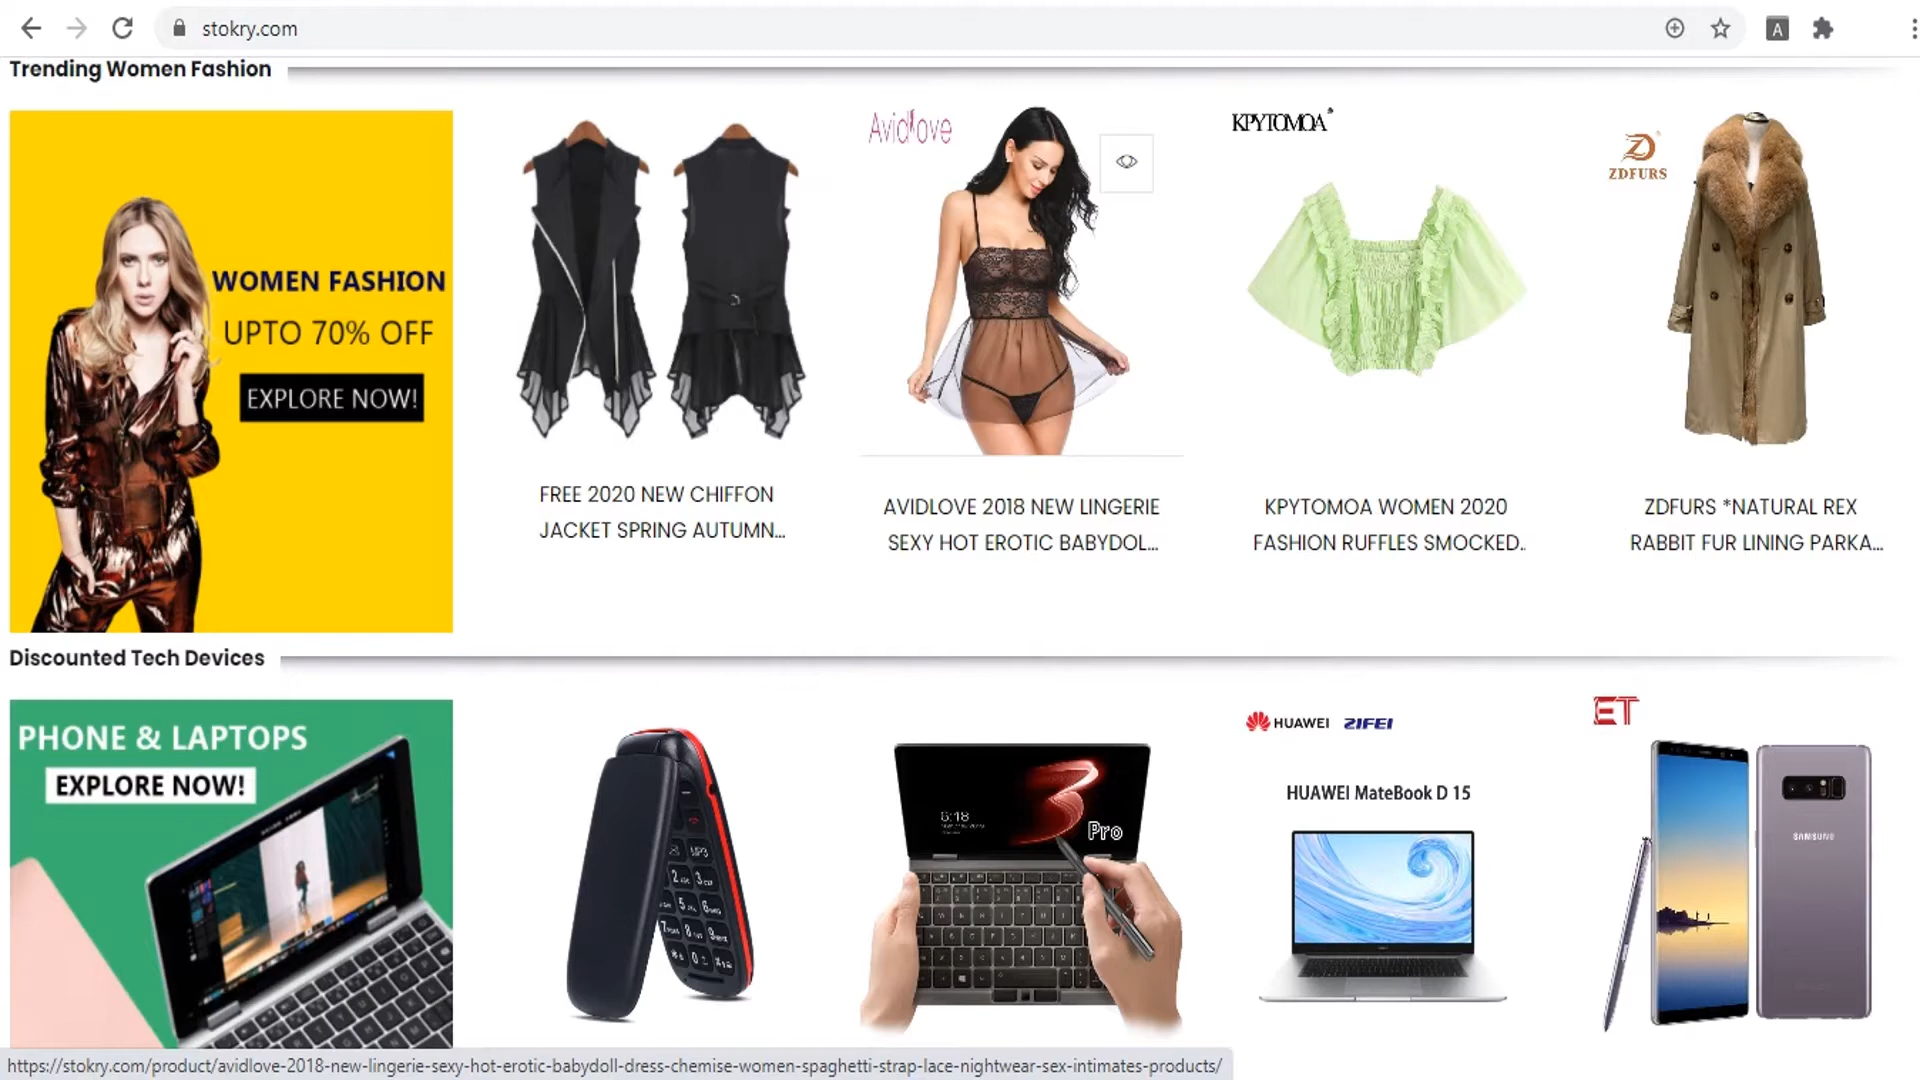 stokry.com
A
Trending Women Fashion
WOMEN FASHION
UPTO 70% OFF
EXPLORE NOW!
FREE 2020 NEW CHIFFON
JACKET SPRING AUTUMN...
Avidlove
AVIDLOVE 2018 NEW LINGERIE
SEXY HOT EROTIC BABYDOL...
KPYTOMOA
KPYTOMOA WOMEN 2020
FASHION RUFFLES SMOCKED..
ZDFURS
ZDFURS *NATURAL REX
RABBIT FUR LINING PARKA...
Discounted Tech Devices
PHONE & LAPTOPS
EXPLORE NOW!
MP3
6:18
Pro
HUAWEI ZIFEI
HUAWEI MateBook D 15
ET
SAMSUNG
https://stokry.com/product/avidlove-2018-new-lingerie-sexy-hot-erotic-babydoll-dress-chemise-women-spaghetti-strap-lace-nightwear-sex-intimates-products/